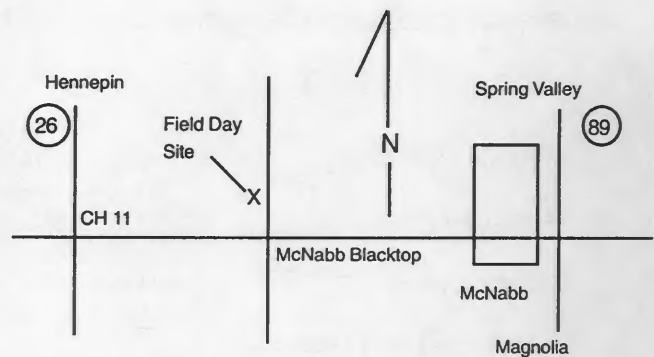 Hennepin
Spring Valley
26
89
Field Day
Site
N
X
CH 11
McNabb Blacktop
McNabb
Magnolia